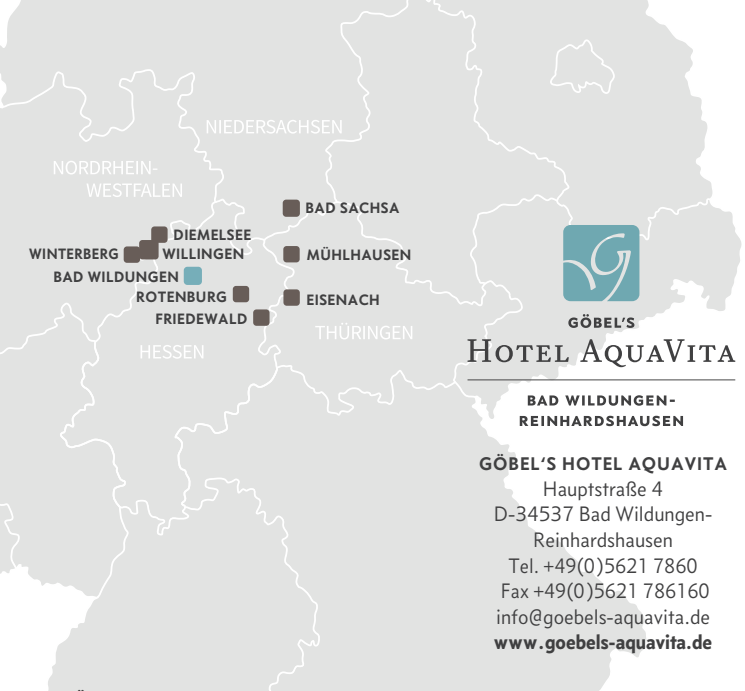 NIEDERSACHSEN
NORDRHEIN-
WESTFALEN
BAD SACHSA
DIEMELSEE
WINTERBERG
WILLINGEN
MÜHLHAUSEN
BAD WILDUNGEN
ROTENBURG
EISENACH
FRIEDEWALD
THÜRINGEN
HESSEN
GÖBEL'S
HOTEL AQUAVITA
BAD WILDUNGEN-
REINHARDSHAUSEN
GÖBEL‘S HOTEL AQUAVITA
Hauptstraße 4
D-34537 Bad Wildungen-
Reinhardshausen
Tel. +49(0)5621 7860
Fax +49(0)5621 786160
info@goebels-aquavita.de
www.goebels-aquavita.de